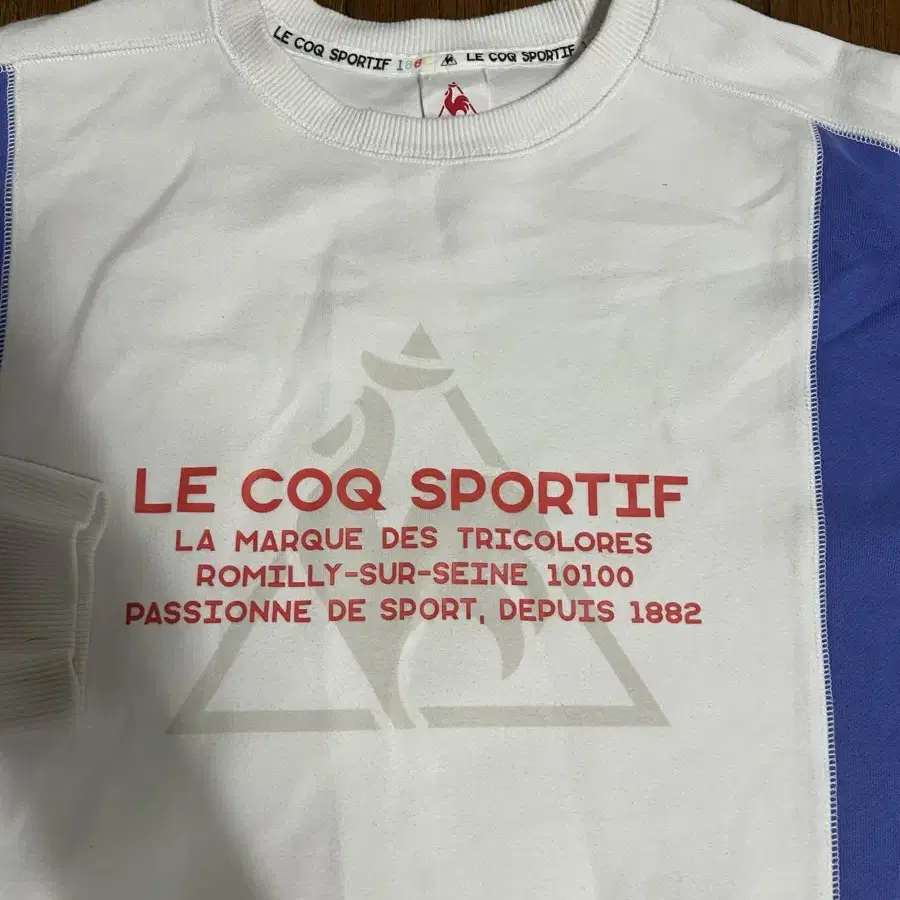 LE COQ SPORTIF 1882 LE COQ SPORTIF
LE COQ SPORTIF
LA MARQUE DES TRICOLORES
ROMILLY-SUR-SEINE 10100
PASSIONNE DE SPORT, DEPUIS 1882